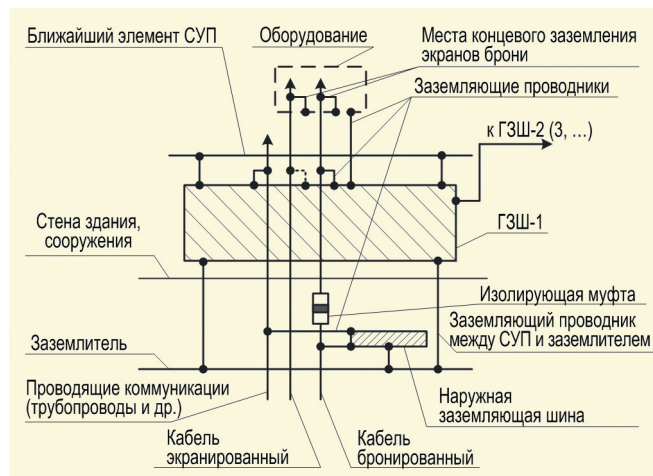 Ближайший элемент СУП
Оборудование
Места концевого заземления
экранов брони
Заземляющие проводники
к ГЗШ-2 (3, ...)
Стена здания,
сооружения
ГЗШ-1
Изолирующая муфта
Заземляющий проводник
между СУП и заземлителем
Заземлитель
Проводящие коммуникации
(трубопроводы и др.)
Наружная
заземляющая шина
Кабель
экранированный
Кабель
бронированный